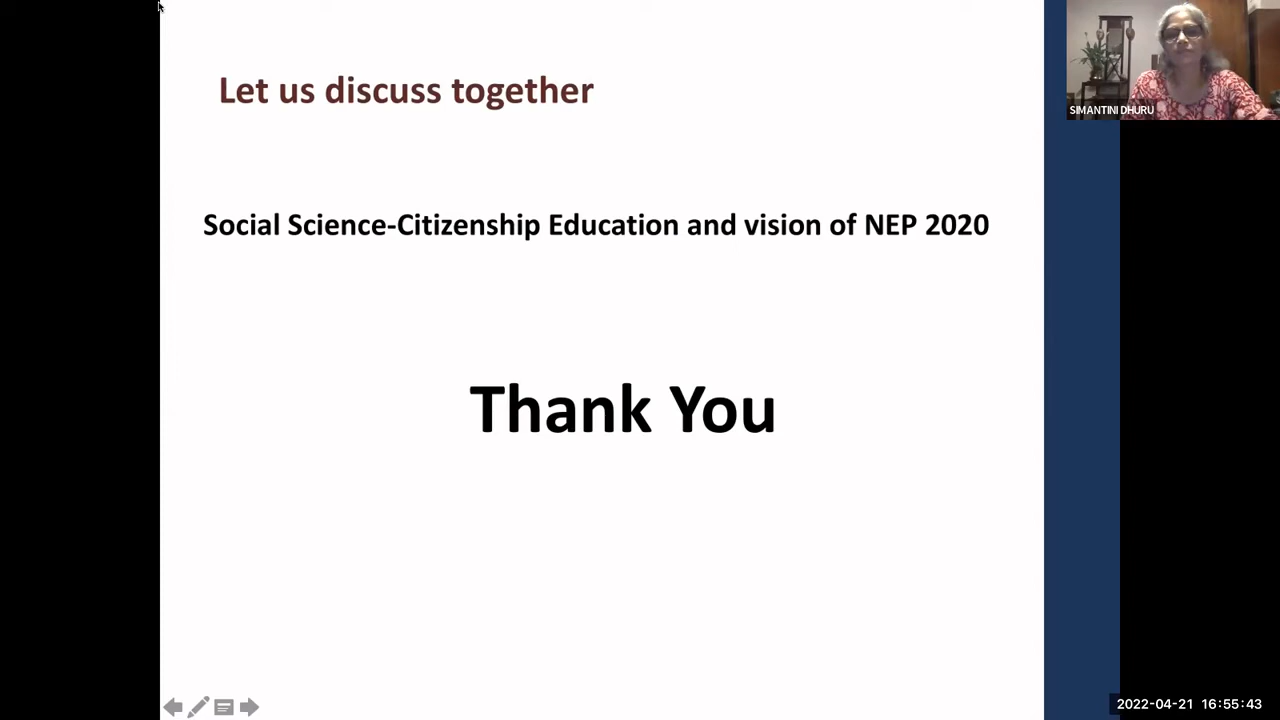 Let us discuss together
SIMANTINI DHURU
Social Science-Citizenship Education and vision of NEP 2020
Thank You
2022-04-21 16:55:43